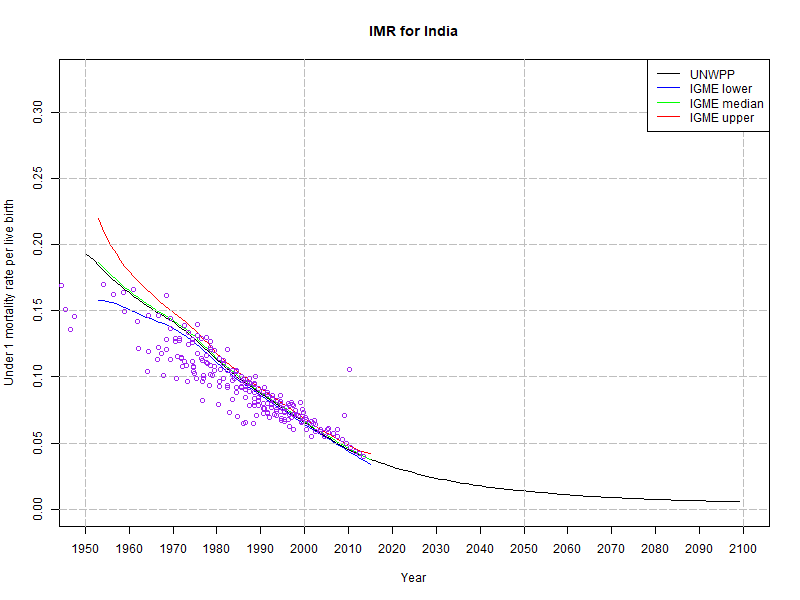 IMR for India
UNWPP
IGME lower
IGME median
IGME upper
Under 1 mortality rate per live birth
0.30
0.25
0.20
0.15
0.10
0.05
0.00
1950 1960 1970 1980 1990 2000 2010 2020 2030 2040 2050 2060 2070 2080 2090 2100
Year